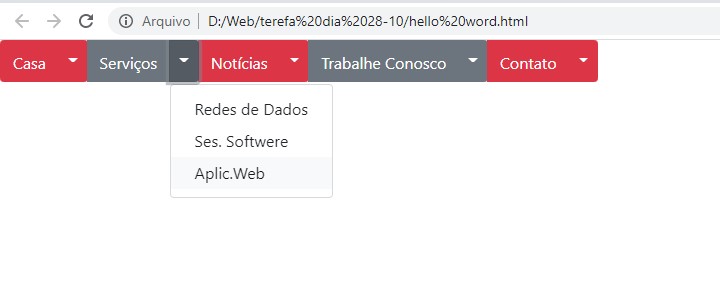 Arquivo | D:/Web/terefa%20dia%2028-10/hello%20word.html
Casa Serviços Notícias Trabalhe Conosco Contato
Redes de Dados
Ses. Softwere
Aplic.Web